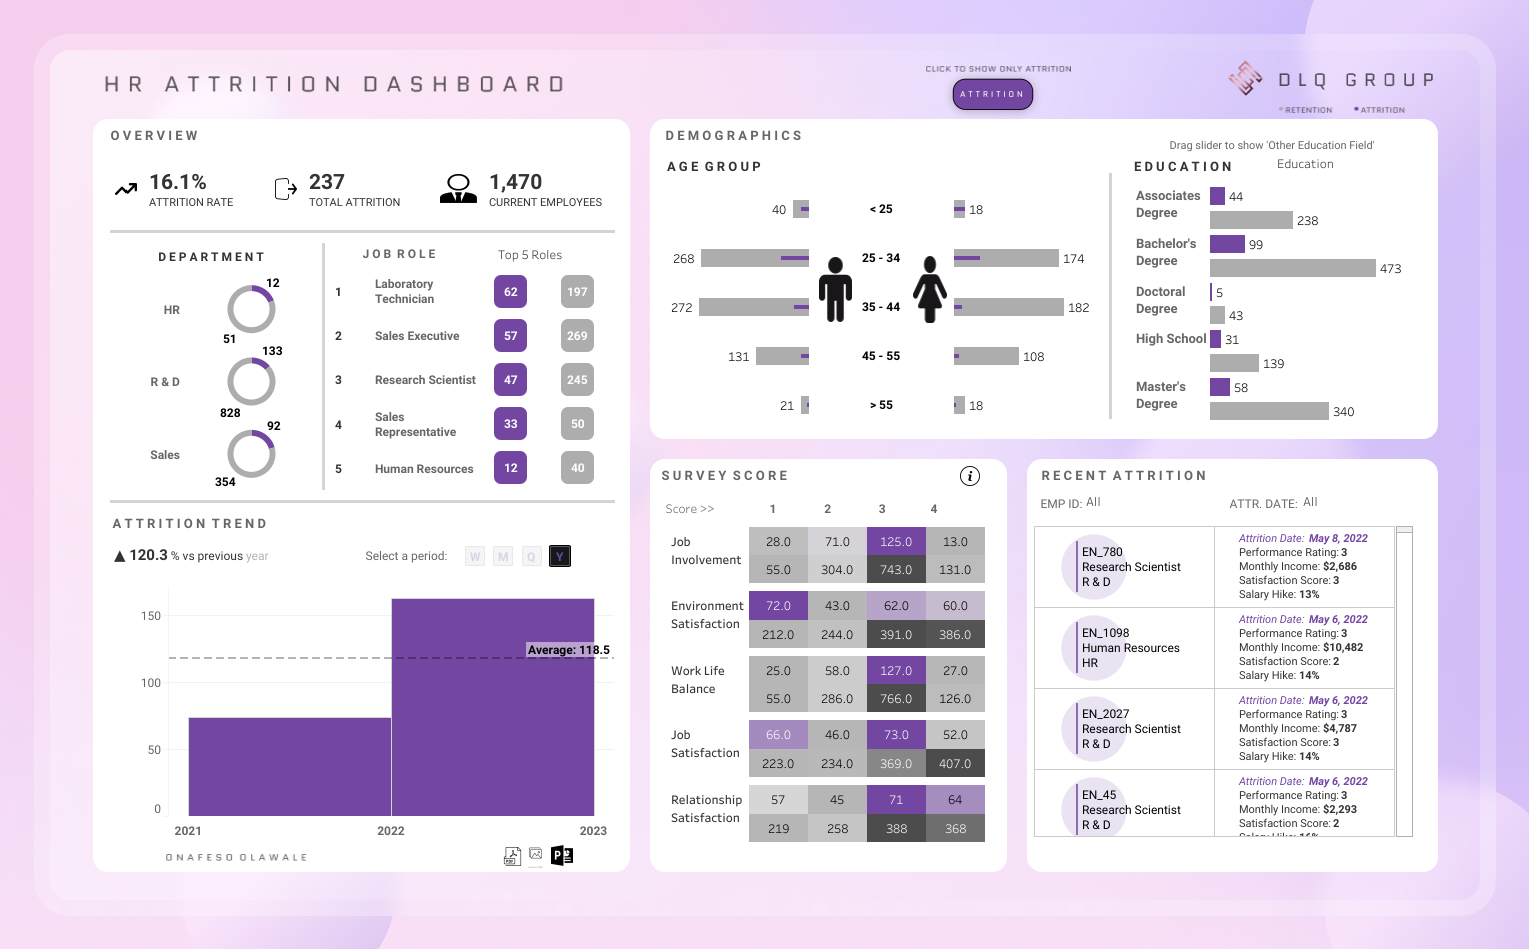 HR ATTRITION DASHBOARD
CLICK TO SHOW ONLY ATTRITION
ATTRITION
DLQ GROUP
RETENTION ATTRITION
OVERVIEW
16.1%
ATTRITION RATE
237
TOTAL ATTRITION
1,470
CURRENT EMPLOYEES
DEPARTMENT
HR
12
51
R & D
133
828
Sales
92
354
JOB ROLE
Top 5 Roles
1 Laboratory Technician 62 197
2 Sales Executive 57 269
3 Research Scientist 47 245
4 Sales Representative 33 50
5 Human Resources 12 40
ATTRITION TREND
▲ 120.3 % vs previous year
Select a period: W M Q Y
150
100
50
0
Average: 118.5
2021 2022 2023
ONAFESO OLAWALE
PDF
DEMOGRAPHICS
AGE GROUP
40 < 25 18
268 25 - 34 174
272 35 - 44 182
131 45 - 55 108
21 > 55 18
Drag slider to show 'Other Education Field'
EDUCATION
Education
Associates Degree 44
238
Bachelor's Degree 99
473
Doctoral Degree 5
43
High School 31
139
Master's Degree 58
340
SURVEY SCORE
i
Score >> 1 2 3 4
Job Involvement
28.0 71.0 125.0 13.0
55.0 304.0 743.0 131.0
Environment Satisfaction
72.0 43.0 62.0 60.0
212.0 244.0 391.0 386.0
Work Life Balance
25.0 58.0 127.0 27.0
55.0 286.0 766.0 126.0
Job Satisfaction
66.0 46.0 73.0 52.0
223.0 234.0 369.0 407.0
Relationship Satisfaction
57 45 71 64
219 258 388 368
RECENT ATTRITION
EMP ID: All
ATTR. DATE: All
EN_780
Research Scientist
R & D
Attrition Date: May 8, 2022
Performance Rating: 3
Monthly Income: $2,686
Satisfaction Score: 3
Salary Hike: 13%
EN_1098
Human Resources
HR
Attrition Date: May 6, 2022
Performance Rating: 3
Monthly Income: $10,482
Satisfaction Score: 2
Salary Hike: 14%
EN_2027
Research Scientist
R & D
Attrition Date: May 6, 2022
Performance Rating: 3
Monthly Income: $4,787
Satisfaction Score: 3
Salary Hike: 14%
EN_45
Research Scientist
R & D
Attrition Date: May 6, 2022
Performance Rating: 3
Monthly Income: $2,293
Satisfaction Score: 2